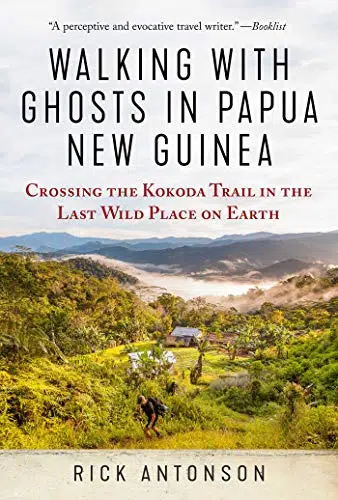 “A perceptive and evocative travel writer.”—Booklist
WALKING WITH
GHOSTS IN PAPUA
NEW GUINEA
CROSSING THE KOKODA TRAIL IN THE
LAST WILD PLACE ON EARTH
RICK ANTONSON